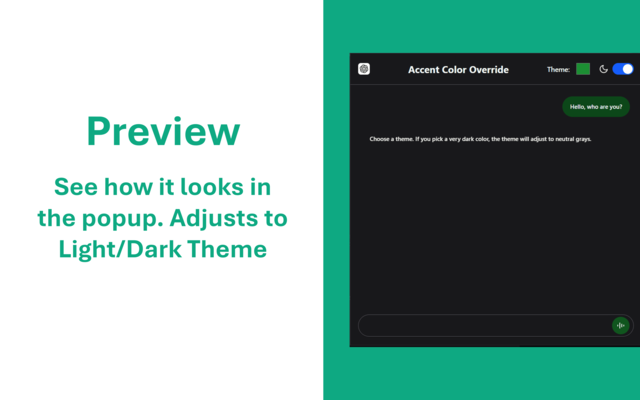 Preview
See how it looks in
the popup. Adjusts to
Light/Dark Theme
Accent Color Override
Theme:
Hello, who are you?
Choose a theme. If you pick a very dark color, the theme will adjust to neutral grays.